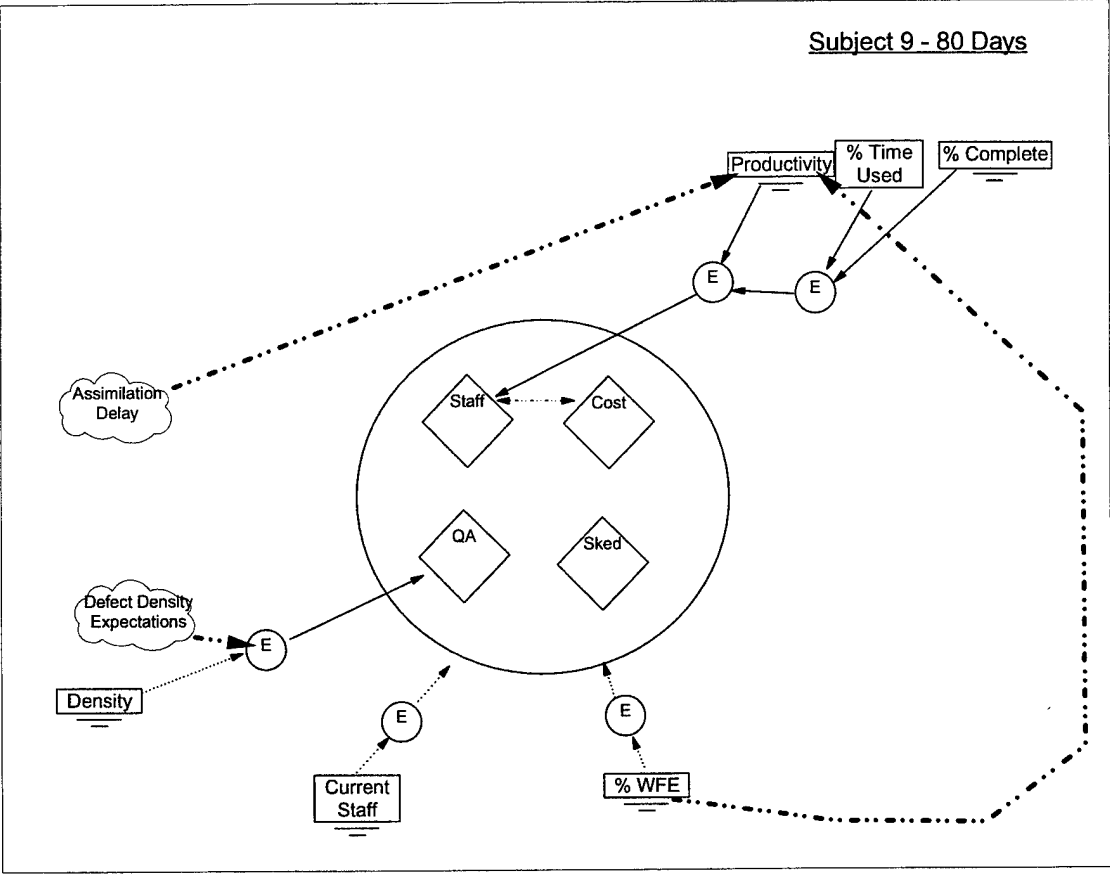 Subject 9 - 80 Days
Productivity
% Time
Used
% Complete
E
E
Assimilation
Delay
Staff
Cost
QA
Sked
Defect Density
Expectations
E
Density
E
E
Current
Staff
% WFE